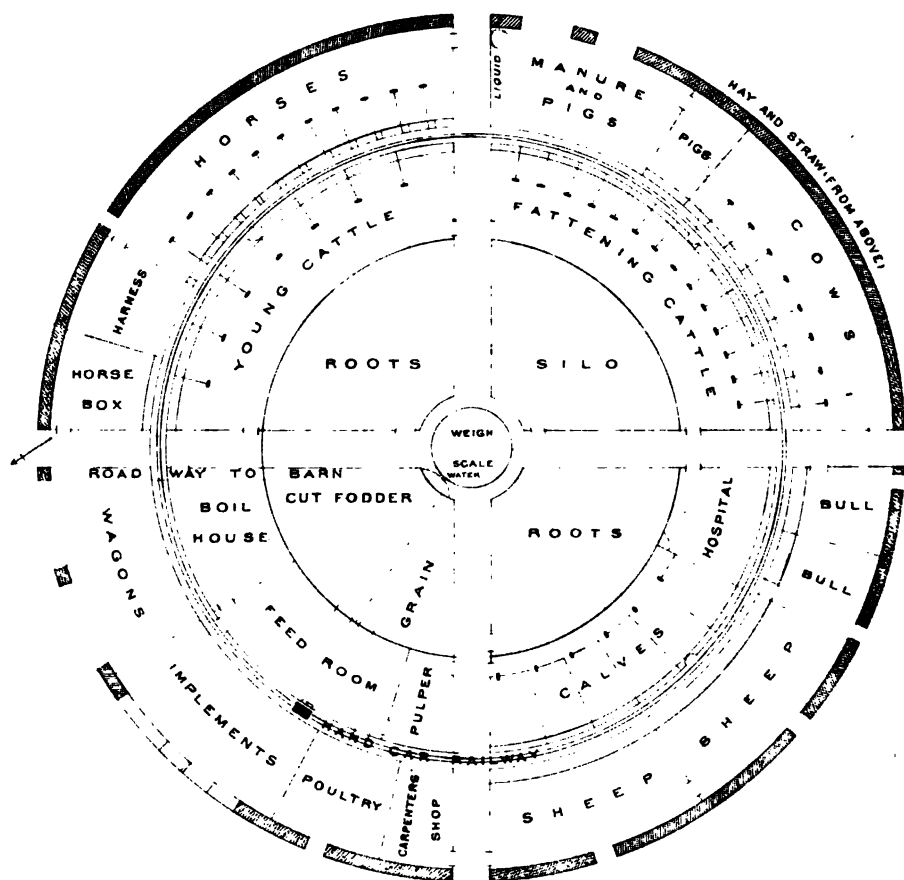 HORSES
LIQUID
MANURE
AND
PIGS
PIGS
HAY AND STRAW (FROM ABOVE)
COWS
HARNESS
YOUNG CATTLE
FATTENING CATTLE
HORSE
BOX
ROOTS
SILO
WEIGH
SCALE
WATER
ROAD WAY TO BARN
CUT FODDER
BOIL
HOUSE
WAGONS
ROOTS
HOSPITAL
BULL
BULL
GRAIN
FEED ROOM
PULPER
CALVES
SHEEP
SHEEP
IMPLEMENTS
HAND CAR RAILWAY
POULTRY
CARPENTERS
SHOP